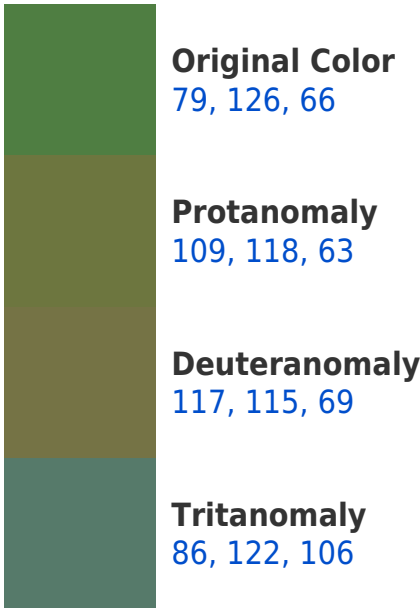 Original Color
79, 126, 66
Protanomaly
109, 118, 63
Deuteranomaly
117, 115, 69
Tritanomaly
86, 122, 106